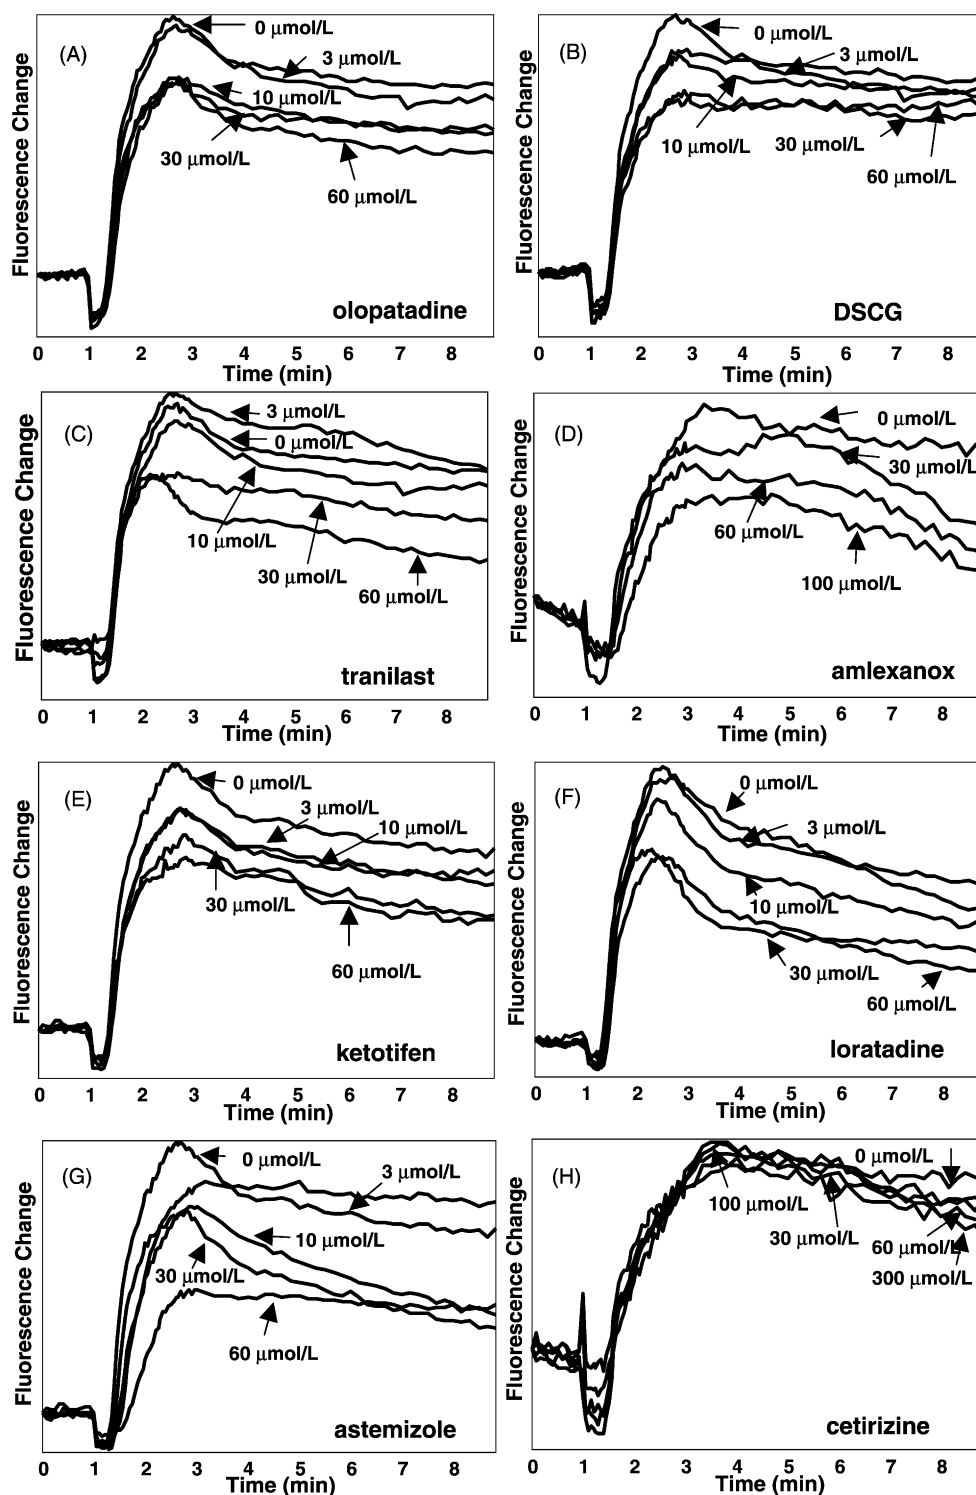 (A)
0 μmol/L
3 μmol/L
10 μmol/L
30 μmol/L
60 μmol/L
olopatadine
Fluorescence Change
0 1 2 3 4 5 6 7 8
Time (min)
(B)
0 μmol/L
3 μmol/L
10 μmol/L
30 μmol/L
60 μmol/L
DSCG
Fluorescence Change
0 1 2 3 4 5 6 7 8
Time (min)
(C)
3 μmol/L
0 μmol/L
10 μmol/L
30 μmol/L
60 μmol/L
tranilast
Fluorescence Change
0 1 2 3 4 5 6 7 8
Time (min)
(D)
0 μmol/L
30 μmol/L
60 μmol/L
100 μmol/L
amlexanox
Fluorescence Change
0 1 2 3 4 5 6 7 8
Time (min)
(E)
0 μmol/L
3 μmol/L
10 μmol/L
30 μmol/L
60 μmol/L
ketotifen
Fluorescence Change
0 1 2 3 4 5 6 7 8
Time (min)
(F)
0 μmol/L
3 μmol/L
10 μmol/L
30 μmol/L
60 μmol/L
loratadine
Fluorescence Change
0 1 2 3 4 5 6 7 8
Time (min)
(G)
0 μmol/L
3 μmol/L
10 μmol/L
30 μmol/L
60 μmol/L
astemizole
Fluorescence Change
0 1 2 3 4 5 6 7 8
Time (min)
(H)
0 μmol/L
100 μmol/L
30 μmol/L
60 μmol/L
300 μmol/L
cetirizine
Fluorescence Change
0 1 2 3 4 5 6 7 8
Time (min)